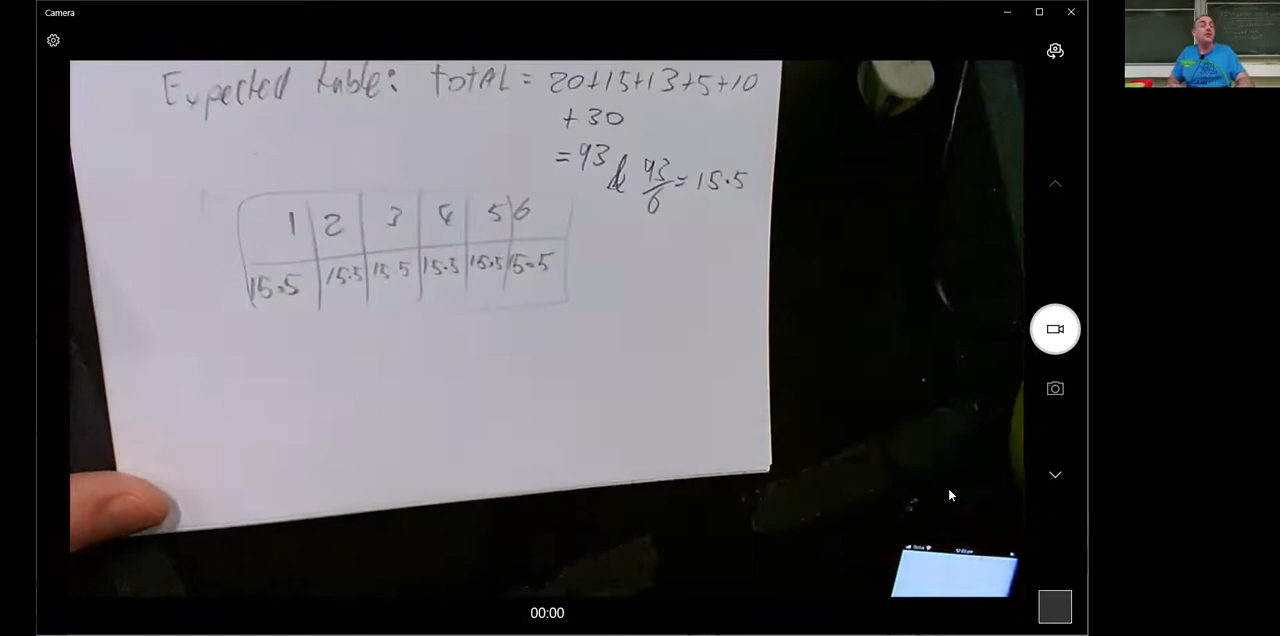 Camera
Expected table: TOTAL = 20+15+13+5+10
+ 30
= 93 & 93/6 = 15.5
1 2 3 4 5 6
15.5 15.5 15.5 15.5 15.5 15.5
00:00